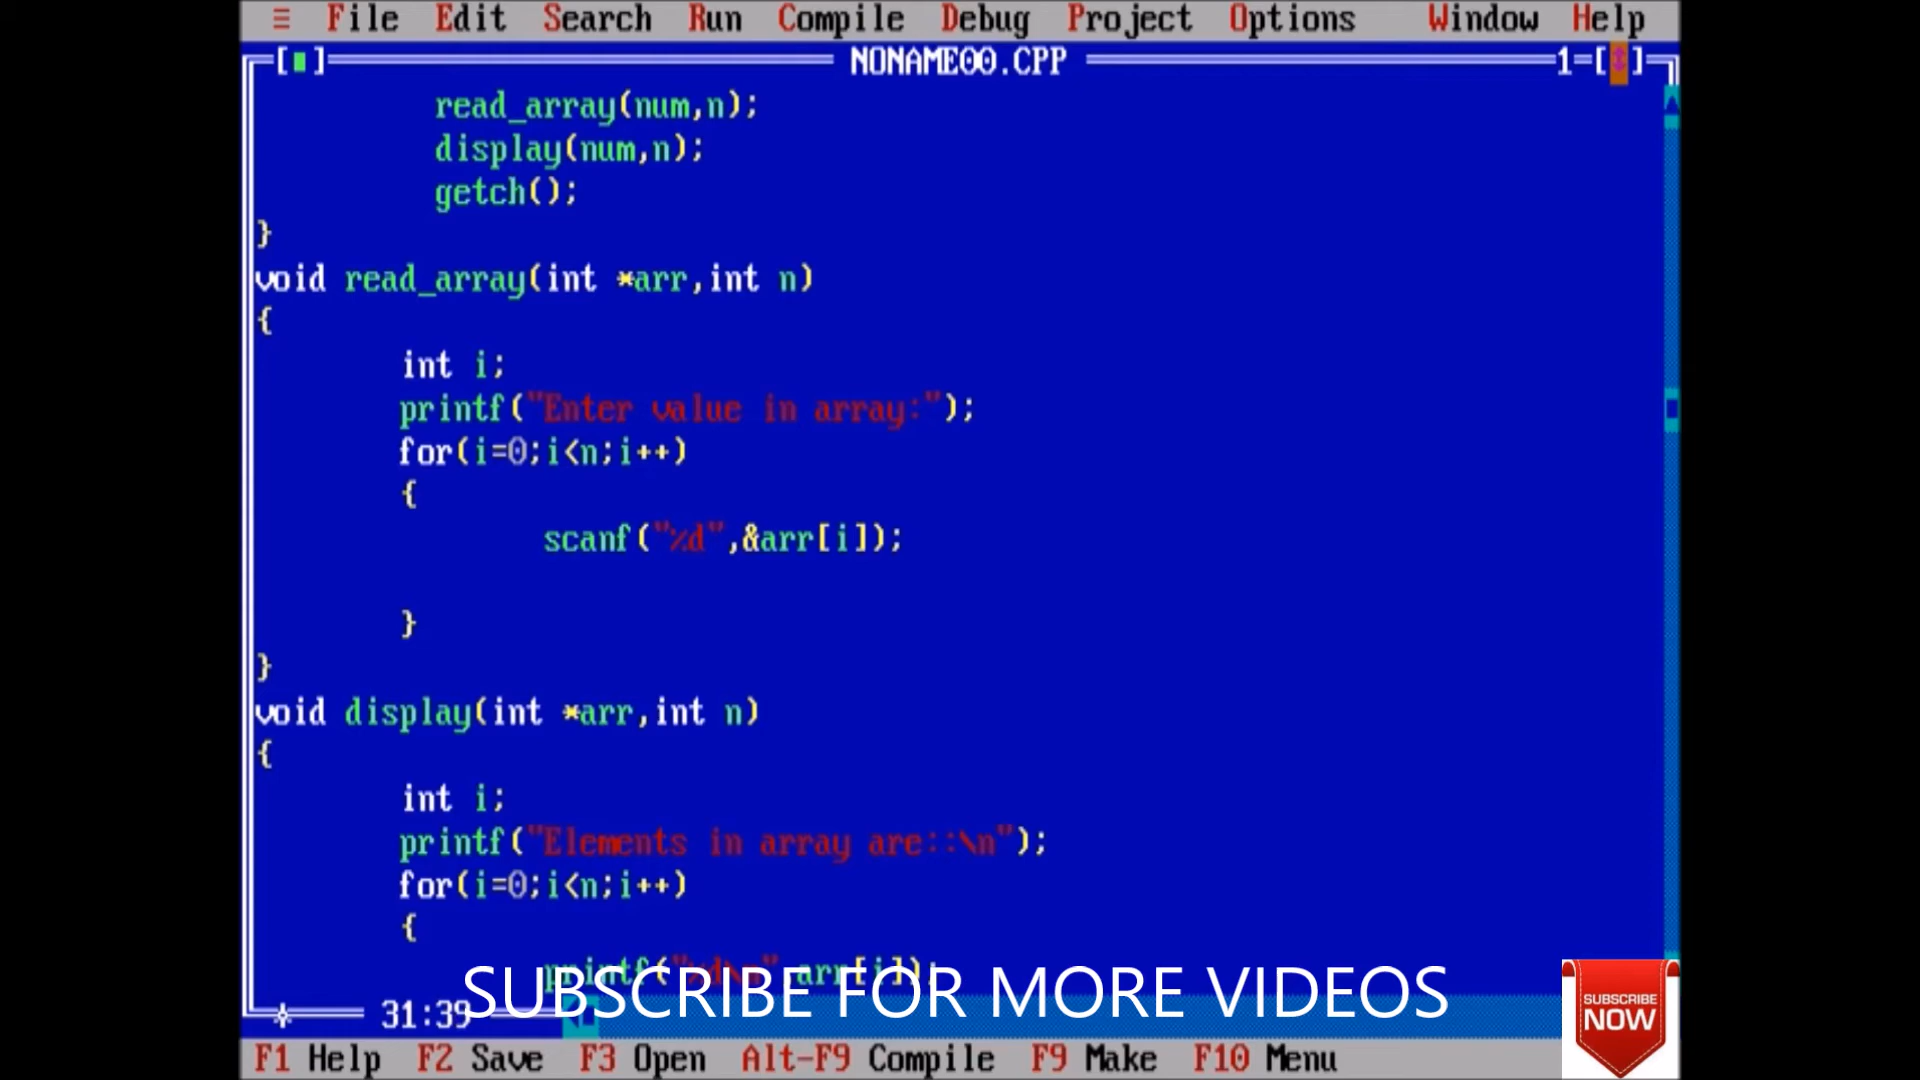 ≡ File Edit Search Run Compile Debug Project Options Window Help
[■] NONAME00.CPP 1=[↕]
read_array(num,n);
display(num,n);
getch();
}
void read_array(int *arr,int n)
{
int i;
printf("Enter value in array:");
for(i=0;i<n;i++)
{
scanf("%d",&arr[i]);
}
}
void display(int *arr,int n)
{
int i;
printf("Elements in array are::\n");
for(i=0;i<n;i++)
{
printf("%d\n",arr[i]);
SUBSCRIBE FOR MORE VIDEOS
31:39
SUBSCRIBE
NOW
F1 Help F2 Save F3 Open Alt-F9 Compile F9 Make F10 Menu